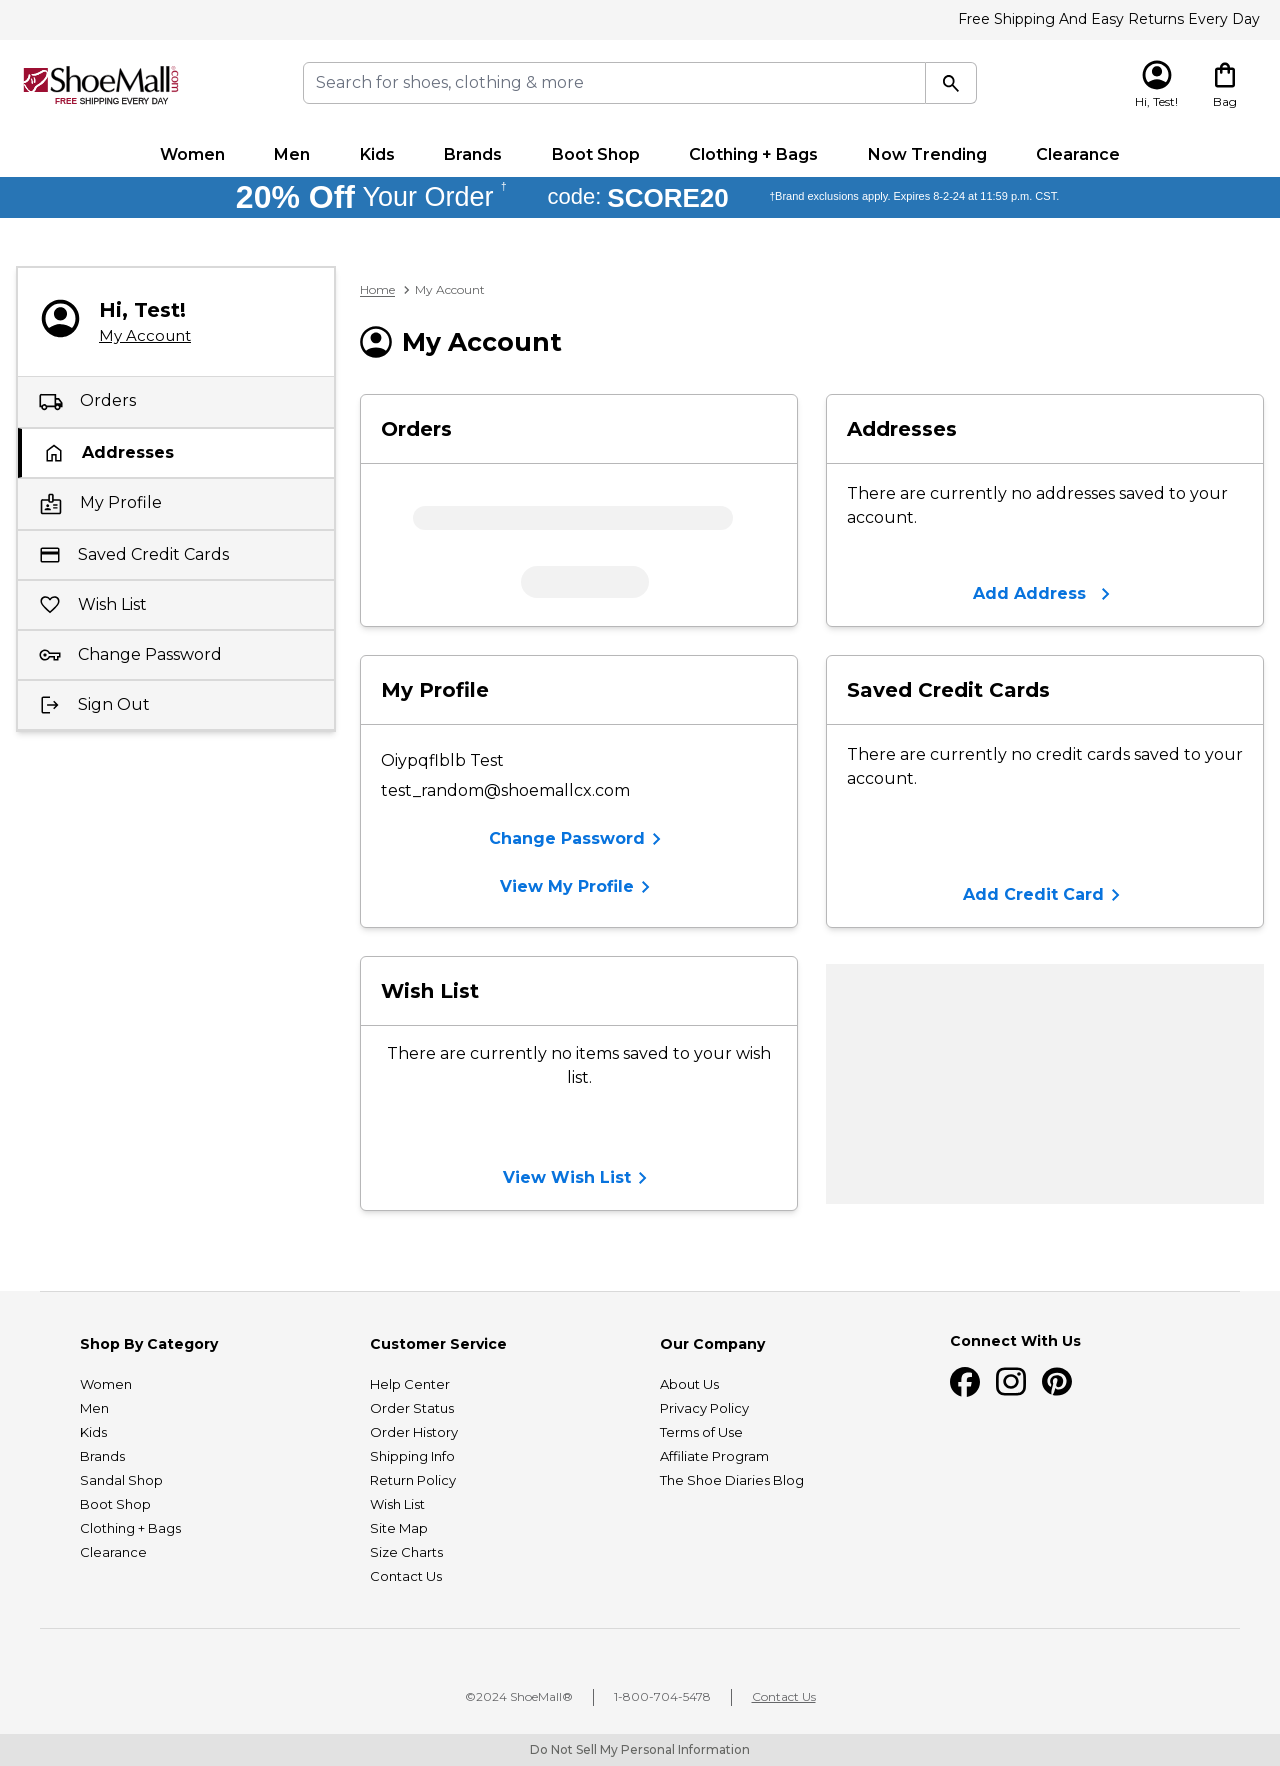 Free Shipping And Easy Returns Every Day
ShoeMall.com
FREE SHIPPING EVERY DAY
Search for shoes, clothing & more
Hi, Test!
Bag
Women Men Kids Brands Boot Shop Clothing + Bags Now Trending Clearance
20% Off Your Order † code: SCORE20 †Brand exclusions apply. Expires 8-2-24 at 11:59 p.m. CST.
Hi, Test!
My Account
Orders
Addresses
My Profile
Saved Credit Cards
Wish List
Change Password
Sign Out
Home > My Account
My Account
Orders
Addresses
There are currently no addresses saved to your
account.
Add Address
My Profile
Oiypqflblb Test
test_random@shoemallcx.com
Change Password
View My Profile
Saved Credit Cards
There are currently no credit cards saved to your
account.
Add Credit Card
Wish List
There are currently no items saved to your wish
list.
View Wish List
Shop By Category
Women
Men
Kids
Brands
Sandal Shop
Boot Shop
Clothing + Bags
Clearance
Customer Service
Help Center
Order Status
Order History
Shipping Info
Return Policy
Wish List
Site Map
Size Charts
Contact Us
Our Company
About Us
Privacy Policy
Terms of Use
Affiliate Program
The Shoe Diaries Blog
Connect With Us
©2024 ShoeMall® 1-800-704-5478 Contact Us
Do Not Sell My Personal Information